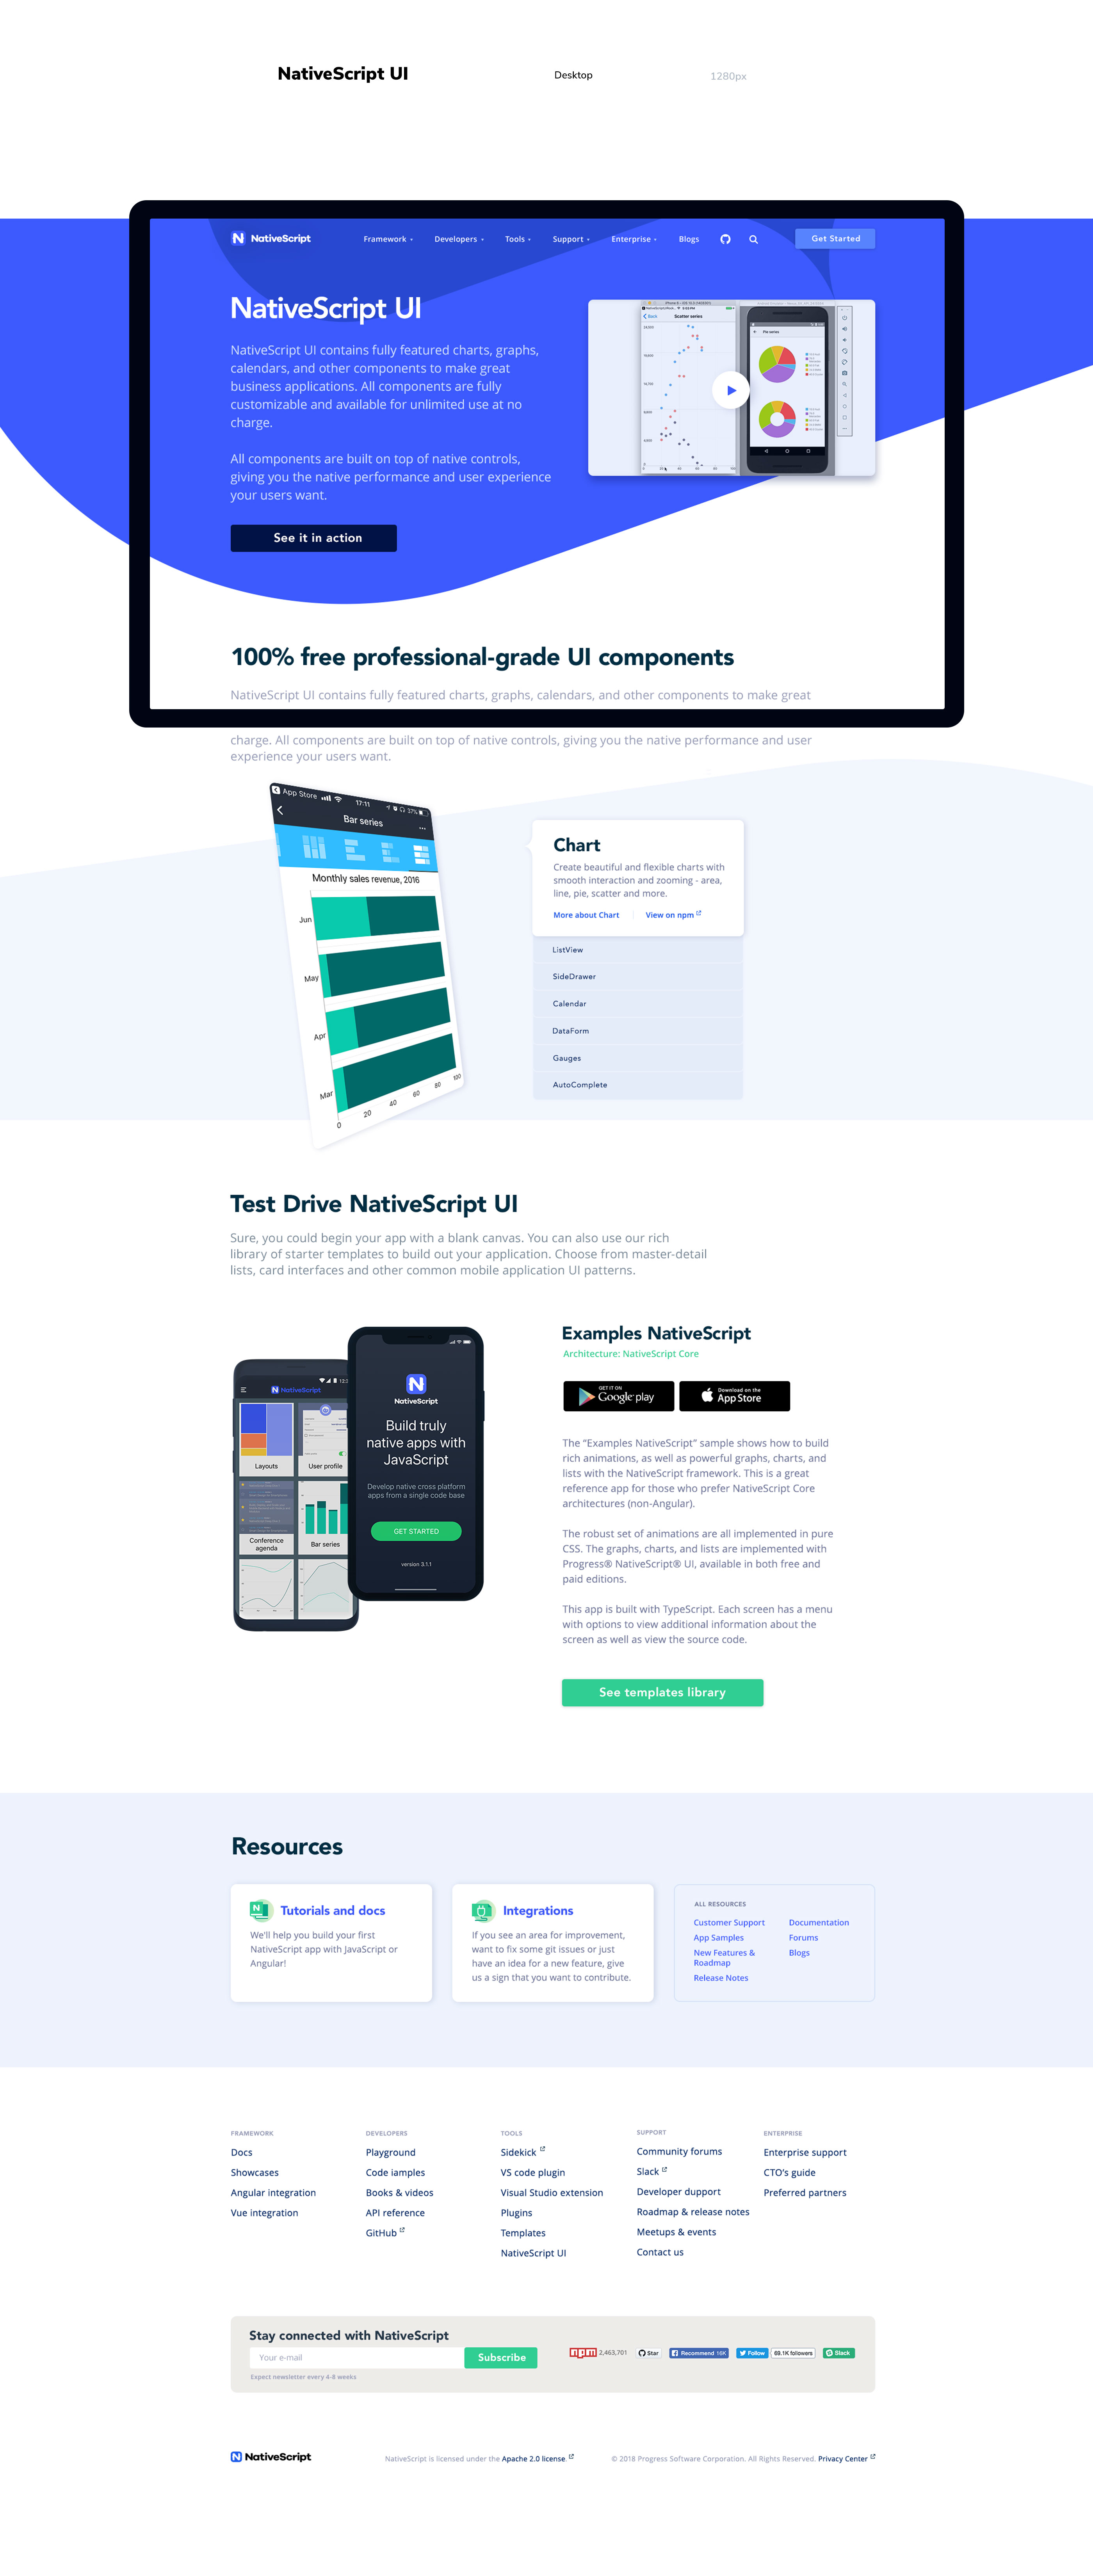 NativeScript UI
Desktop
1280px
NativeScript
Framework
Developers
Tools
Support
Enterprise
Blogs
Get Started
NativeScript UI
NativeScript UI contains fully featured charts, graphs,
calendars, and other components to make great
business applications. All components are fully
customizable and available for unlimited use at no
charge.
All components are built on top of native controls,
giving you the native performance and user experience
your users want.
See it in action
Back
Scatter series
Pie series
100% free professional-grade UI components
NativeScript UI contains fully featured charts, graphs, calendars, and other components to make great
charge. All components are built on top of native controls, giving you the native performance and user
experience your users want.
App Store
17:11
37%
Bar series
Monthly sales revenue, 2016
Jun
May
Apr
Mar
0
20
40
60
80
100
Chart
Create beautiful and flexible charts with
smooth interaction and zooming - area,
line, pie, scatter and more.
More about Chart
View on npm
ListView
SideDrawer
Calendar
DataForm
Gauges
AutoComplete
Test Drive NativeScript UI
Sure, you could begin your app with a blank canvas. You can also use our rich
library of starter templates to build out your application. Choose from master-detail
lists, card interfaces and other common mobile application UI patterns.
NativeScript
Layouts
User profile
Conference
agenda
Bar series
NativeScript
Build truly
native apps with
JavaScript
Develop native cross platform
apps from a single code base
GET STARTED
version 3.1.1
Examples NativeScript
Architecture: NativeScript Core
GET IT ON
Google play
Download on the
App Store
The “Examples NativeScript” sample shows how to build
rich animations, as well as powerful graphs, charts, and
lists with the NativeScript framework. This is a great
reference app for those who prefer NativeScript Core
architectures (non-Angular).
The robust set of animations are all implemented in pure
CSS. The graphs, charts, and lists are implemented with
Progress® NativeScript® UI, available in both free and
paid editions.
This app is built with TypeScript. Each screen has a menu
with options to view additional information about the
screen as well as view the source code.
See templates library
Resources
Tutorials and docs
We'll help you build your first
NativeScript app with JavaScript or
Angular!
Integrations
If you see an area for improvement,
want to fix some git issues or just
have an idea for a new feature, give
us a sign that you want to contribute.
ALL RESOURCES
Customer Support
App Samples
New Features &
Roadmap
Release Notes
Documentation
Forums
Blogs
FRAMEWORK
Docs
Showcases
Angular integration
Vue integration
DEVELOPERS
Playground
Code iamples
Books & videos
API reference
GitHub
TOOLS
Sidekick
VS code plugin
Visual Studio extension
Plugins
Templates
NativeScript UI
SUPPORT
Community forums
Slack
Developer dupport
Roadmap & release notes
Meetups & events
Contact us
ENTERPRISE
Enterprise support
CTO's guide
Preferred partners
Stay connected with NativeScript
Your e-mail
Subscribe
Expect newsletter every 4-8 weeks
npm 2,463,701
Star
Recommend 16K
Follow
69.1K followers
Slack
NativeScript
NativeScript is licensed under the Apache 2.0 license.
© 2018 Progress Software Corporation. All Rights Reserved. Privacy Center